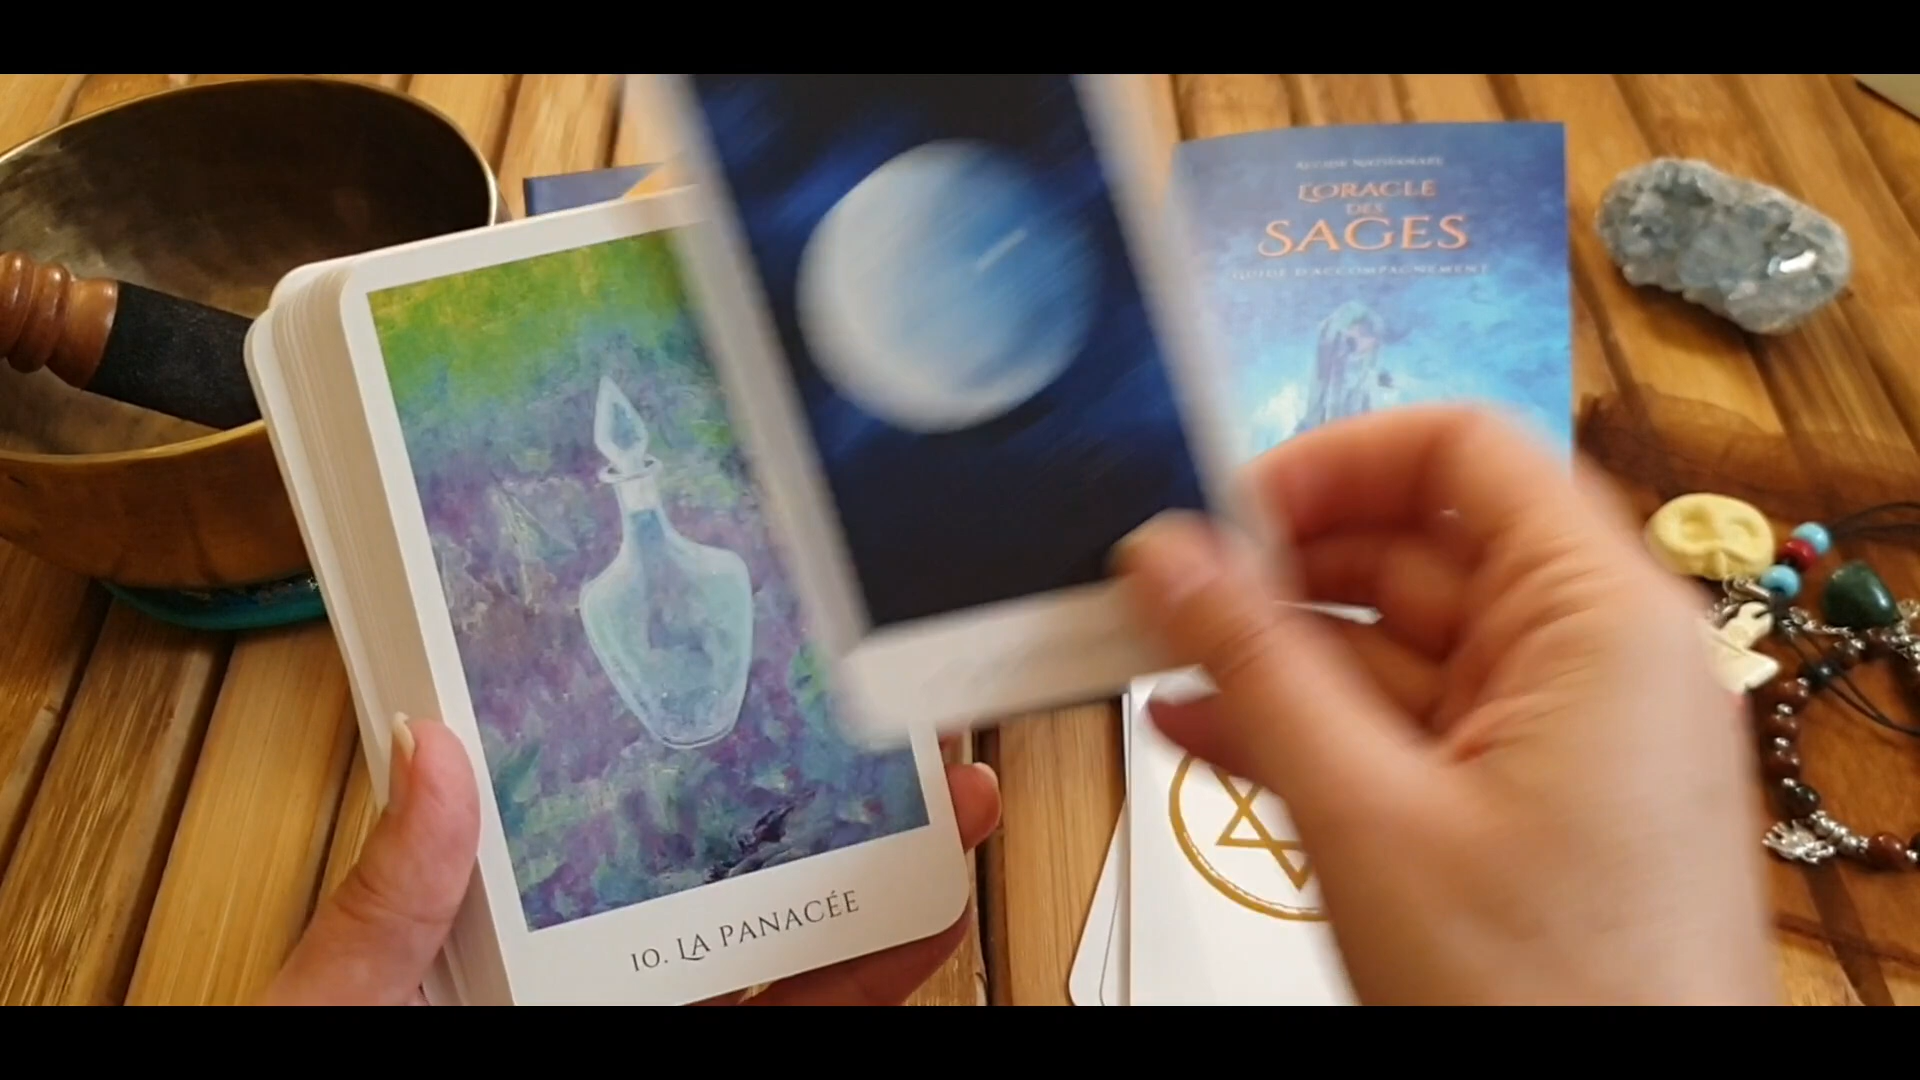 L'ORACLE
DES
SAGES
GUIDE D'ACCOMPAGNEMENT
10. LA PANACÉE